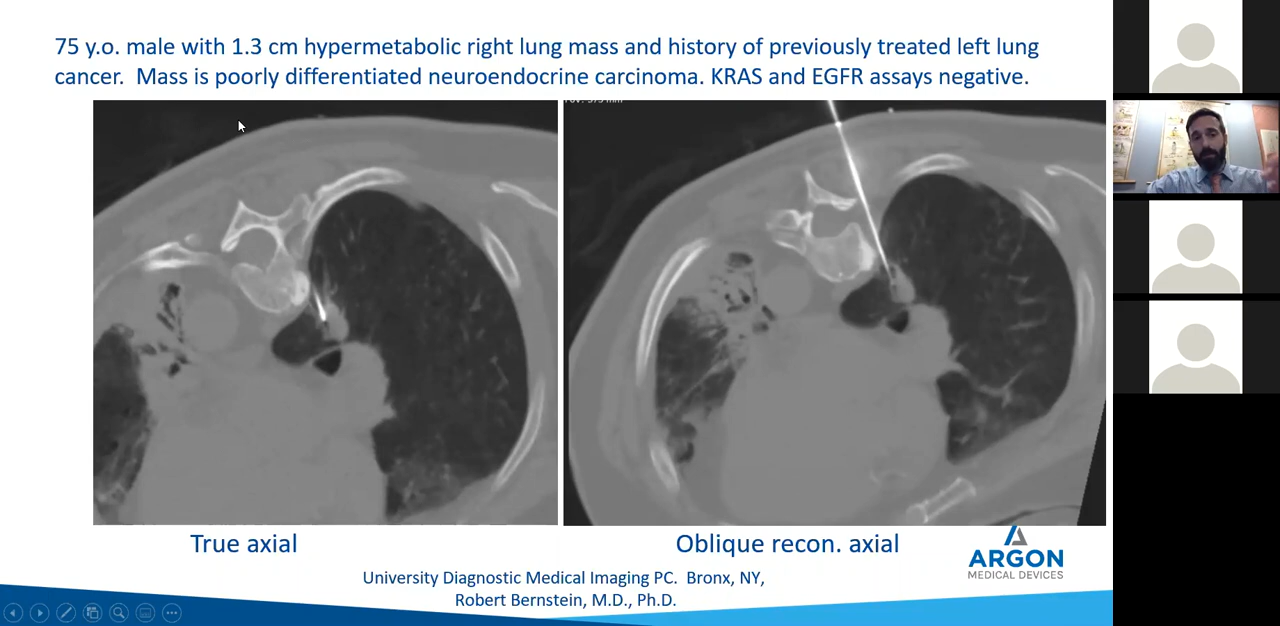 75 y.o. male with 1.3 cm hypermetabolic right lung mass and history of previously treated left lung
cancer. Mass is poorly differentiated neuroendocrine carcinoma. KRAS and EGFR assays negative.
True axial
Oblique recon. axial
ARGON
MEDICAL DEVICES
University Diagnostic Medical Imaging PC. Bronx, NY,
Robert Bernstein, M.D., Ph.D.